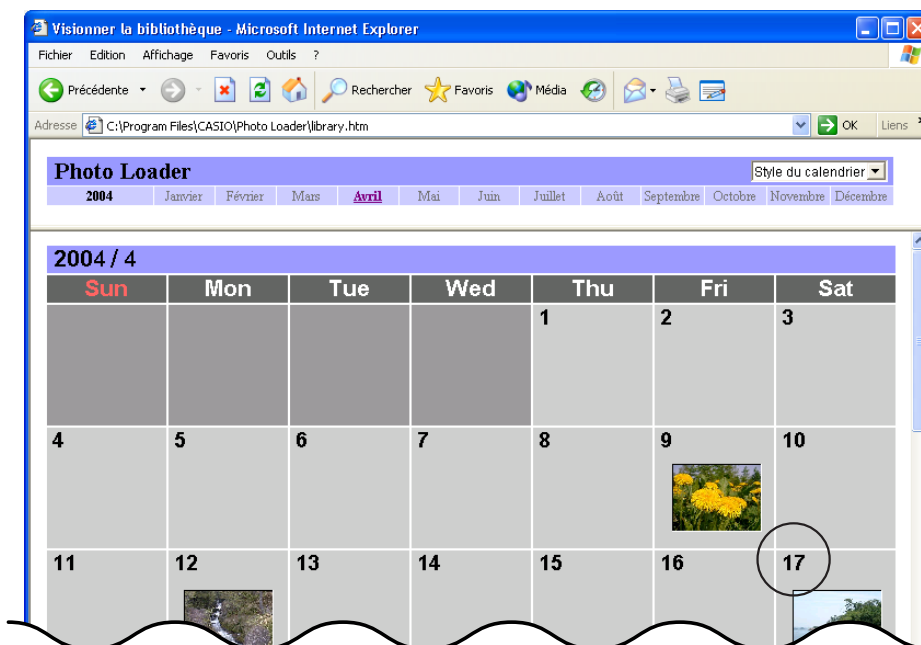 Visionner la bibliothèque - Microsoft Internet Explorer
Fichier Edition Affichage Favoris Outils ?
Précédente Rechercher Favoris Média
Adresse C:\Program Files\CASIO\Photo Loader\library.htm OK Liens
Photo Loader Style du calendrier
2004 Janvier Février Mars Avril Mai Juin Juillet Août Septembre Octobre Novembre Décembre
2004 / 4
Sun Mon Tue Wed Thu Fri Sat
1 2 3
4 5 6 7 8 9 10
11 12 13 14 15 16 17